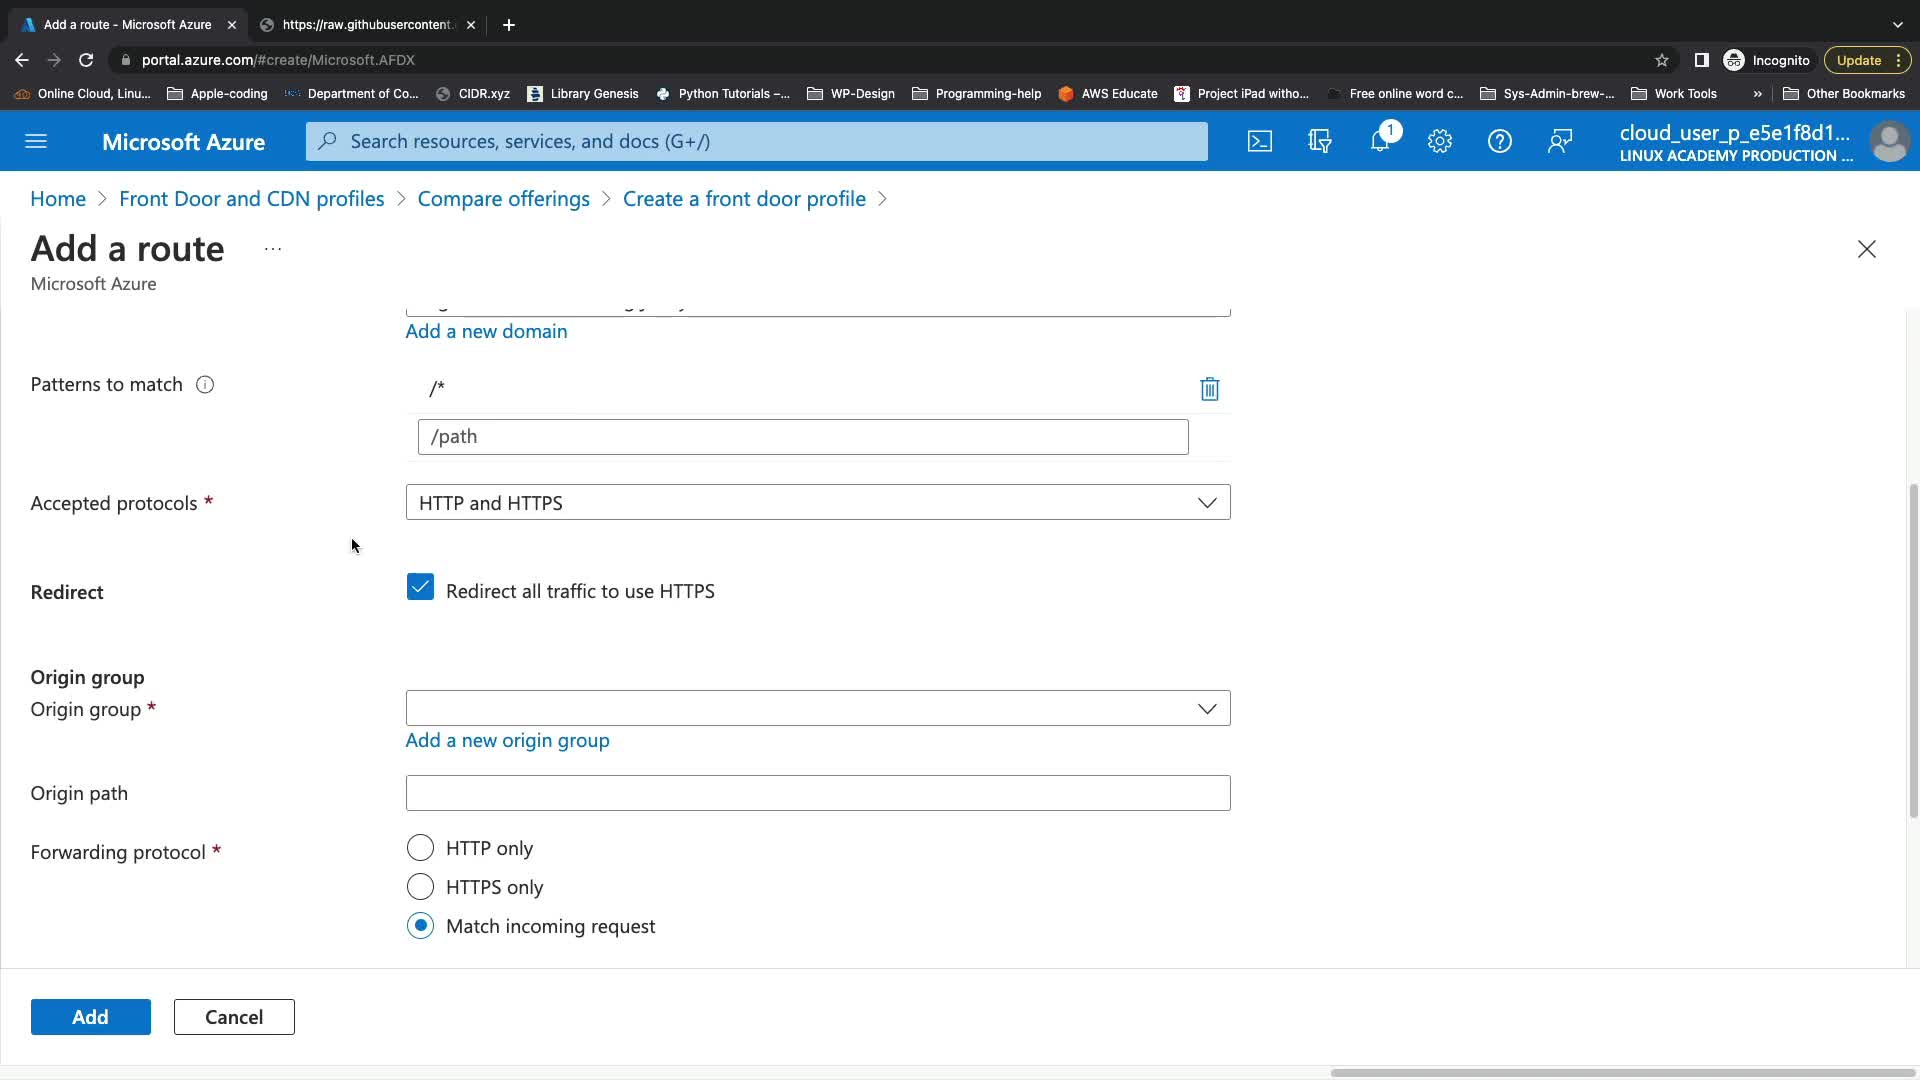 Add a route - Microsoft Azure
https://raw.githubusercontent.
portal.azure.com/#create/Microsoft.AFDX
Incognito
Update
Online Cloud, Linu...
Apple-coding
Department of Co...
CIDR.xyz
Library Genesis
Python Tutorials –...
WP-Design
Programming-help
AWS Educate
Project iPad witho...
Free online word c...
Sys-Admin-brew-...
Work Tools
»
Other Bookmarks
Microsoft Azure
Search resources, services, and docs (G+/)
1
cloud_user_p_e5e1f8d1...
LINUX ACADEMY PRODUCTION ...
Home > Front Door and CDN profiles > Compare offerings > Create a front door profile >
Add a route ...
Microsoft Azure
Add a new domain
Patterns to match
/*
/path
Accepted protocols *
HTTP and HTTPS
Redirect
Redirect all traffic to use HTTPS
Origin group
Origin group *
Add a new origin group
Origin path
Forwarding protocol *
HTTP only
HTTPS only
Match incoming request
Add
Cancel